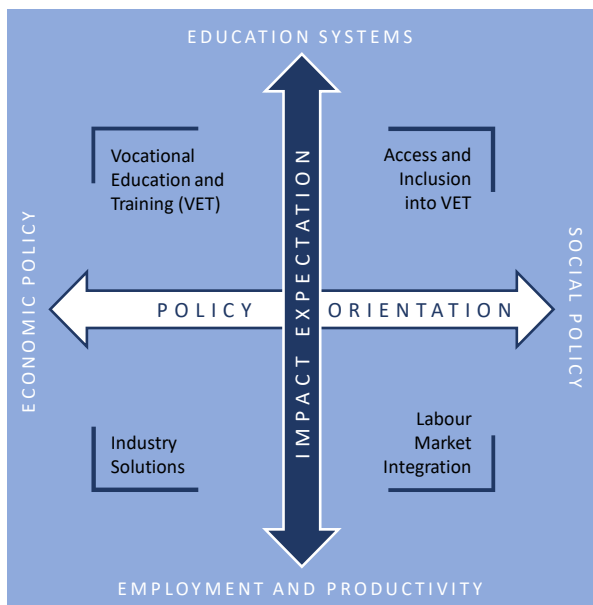 EDUCATION SYSTEMS
Vocational
Education and
Training (VET)
Access and
Inclusion
into VET
IMPACT EXPECTATION
ECONOMIC POLICY
POLICY ORIENTATION
SOCIAL POLICY
Industry
Solutions
Labour
Market
Integration
EMPLOYMENT AND PRODUCTIVITY